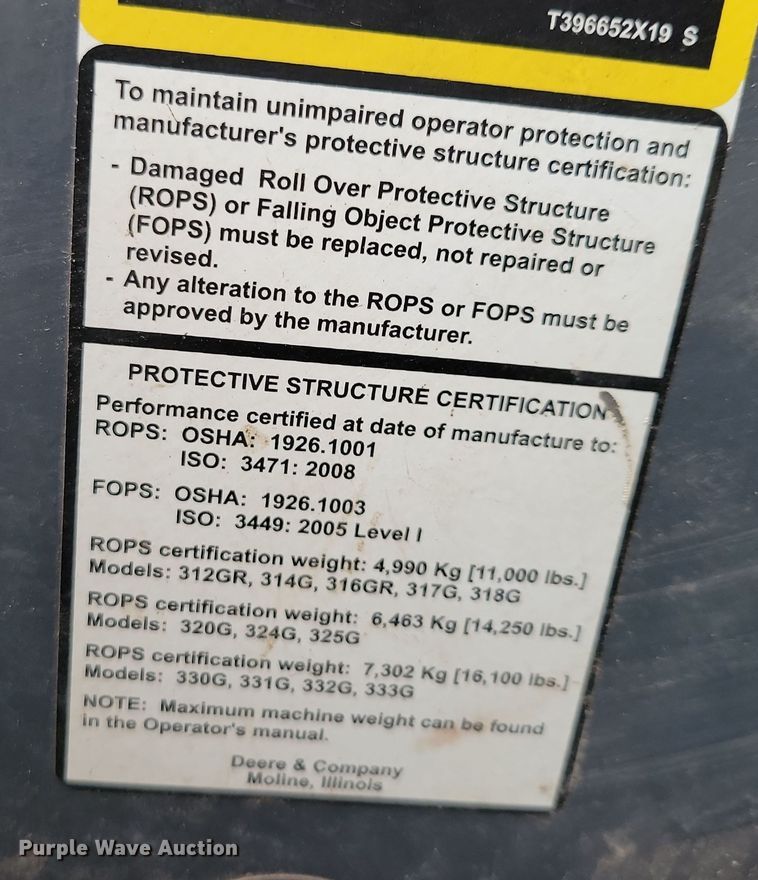 T396652X19 S
To maintain unimpaired operator protection and
manufacturer's protective structure certification:
- Damaged Roll Over Protective Structure
(ROPS) or Falling Object Protective Structure
(FOPS) must be replaced, not repaired or
revised.
- Any alteration to the ROPS or FOPS must be
approved by the manufacturer.
PROTECTIVE STRUCTURE CERTIFICATION
Performance certified at date of manufacture to:
ROPS: OSHA: 1926.1001
ISO: 3471: 2008
FOPS: OSHA: 1926.1003
ISO: 3449: 2005 Level I
ROPS certification weight: 4,990 Kg [11,000 lbs.]
Models: 312GR, 314G, 316GR, 317G, 318G
ROPS certification weight: 6,463 Kg [14,250 lbs.]
Models: 320G, 324G, 325G
ROPS certification weight: 7,302 Kg [16,100 lbs.]
Models: 330G, 331G, 332G, 333G
NOTE: Maximum machine weight can be found
in the Operator's manual.
Deere & Company
Moline, Illinois
Purple Wave Auction